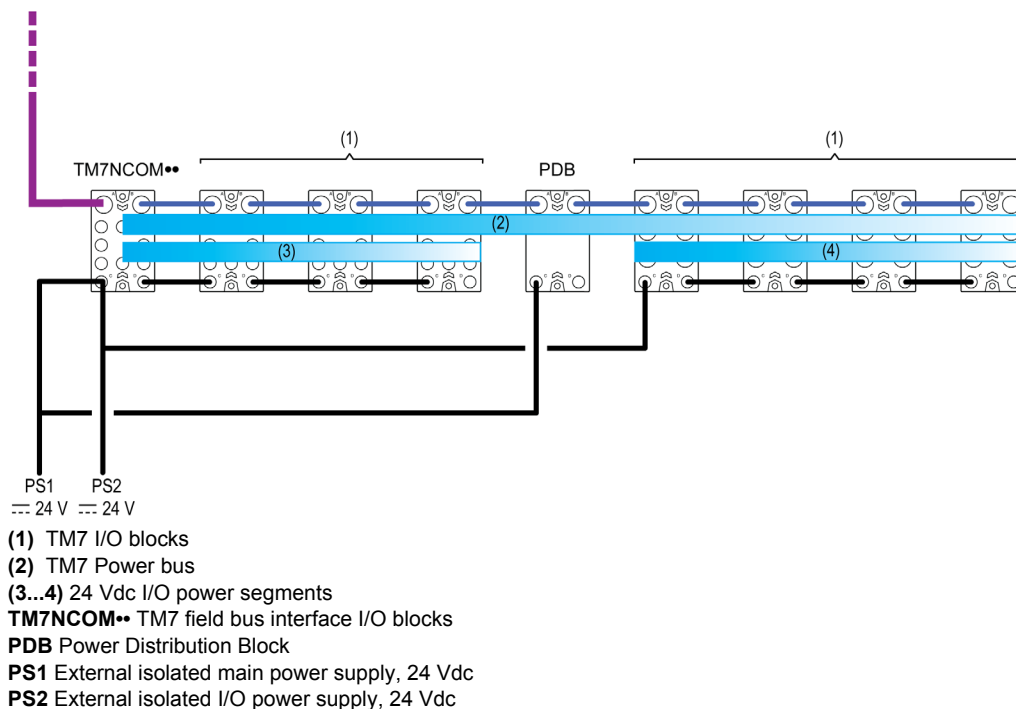 (1) (1)
TM7NCOM•• PDB
(2)
(3) (4)
PS1 PS2
⎓ 24 V ⎓ 24 V
(1) TM7 I/O blocks
(2) TM7 Power bus
(3...4) 24 Vdc I/O power segments
TM7NCOM•• TM7 field bus interface I/O blocks
PDB Power Distribution Block
PS1 External isolated main power supply, 24 Vdc
PS2 External isolated I/O power supply, 24 Vdc